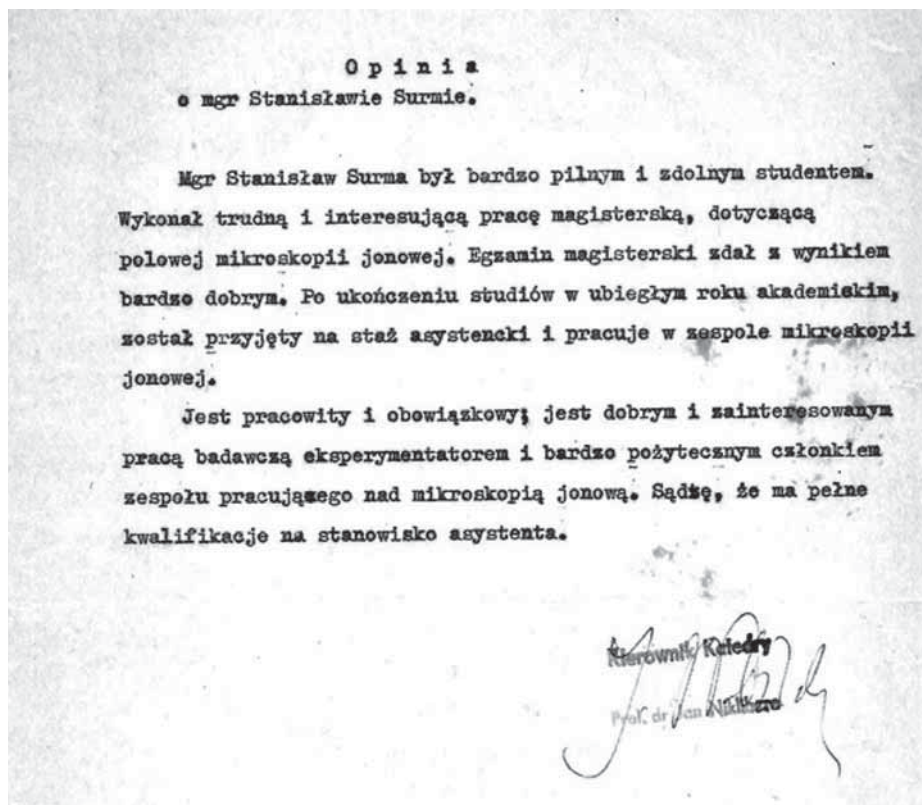 O p i n i a
o mgr Stanisławie Surmie.
Mgr Stanisław Surma był bardzo pilnym i zdolnym studentem.
Wykonał trudną i interesującą pracę magisterską, dotyczącą
polowej mikroskopii jonowej. Egzamin magisterski zdał z wynikiem
bardzo dobrym. Po ukończeniu studiów w ubiegłym roku akademiskim,
został przyjęty na staż asystencki i pracuje w zespole mikroskopii
jonowej.
Jest pracowity i obowiązkowy; jest dobrym i zainteresowanym
pracą badawczą eksperymentatorem i bardzo pożytecznym członkiem
zespołu pracującego nad mikroskopią jonową. Sądzę, że ma pełne
kwalifikacje na stanowisko asystenta.
Kierownik Katedry
Prof. dr Jan